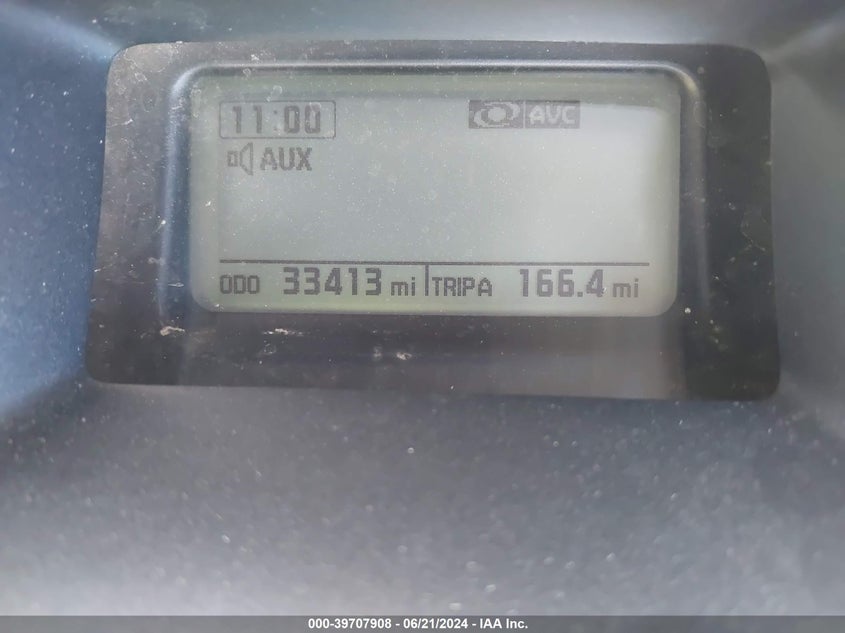 11:00 AVC
AUX
ODO 33413 mi TRIPA 166.4 mi
000-39707908 - 06/21/2024 - IAA Inc.